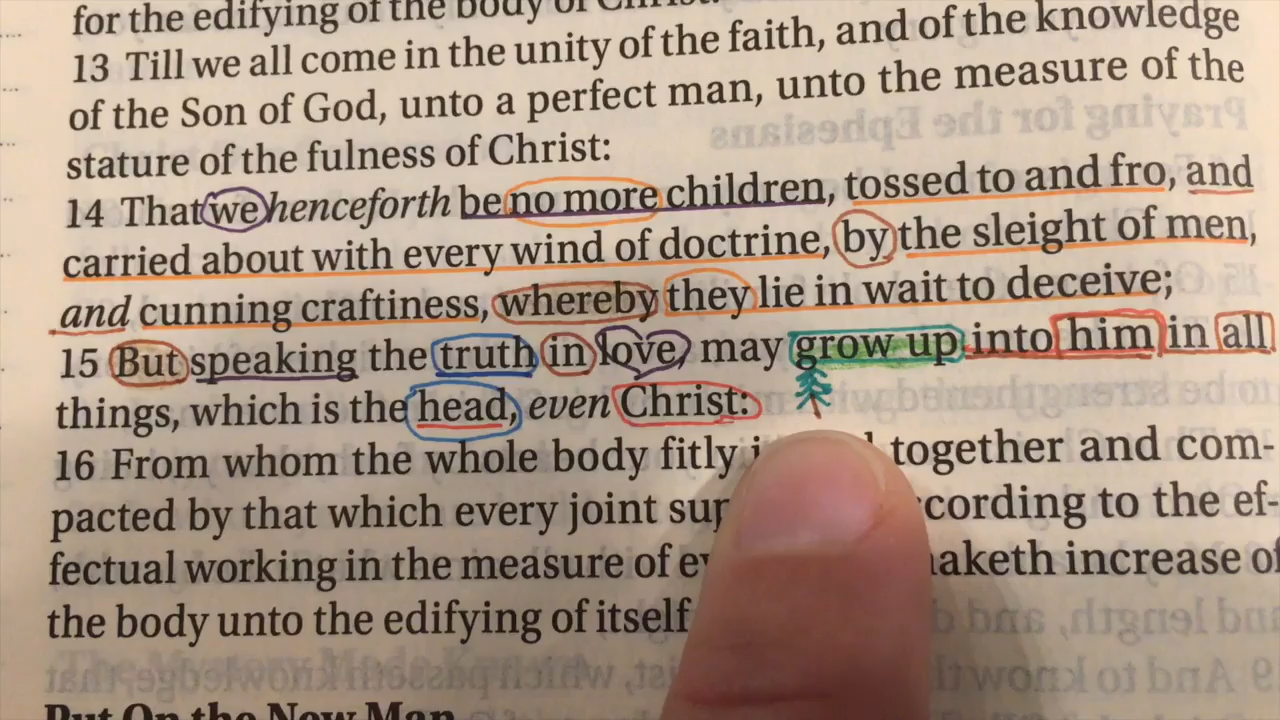 for the edifying of the body of Christ:
13 Till we all come in the unity of the faith, and of the knowledge
of the Son of God, unto a perfect man, unto the measure of the
stature of the fulness of Christ:
14 That we henceforth be no more children, tossed to and fro, and
carried about with every wind of doctrine, by the sleight of men,
and cunning craftiness, whereby they lie in wait to deceive;
15 But speaking the truth in love, may grow up into him in all
things, which is the head, even Christ:
16 From whom the whole body fitly together and com-
pacted by that which every joint cording to the ef-
fectual working in the measure of maketh increase of
the body unto the edifying of itself
Put On the New Man